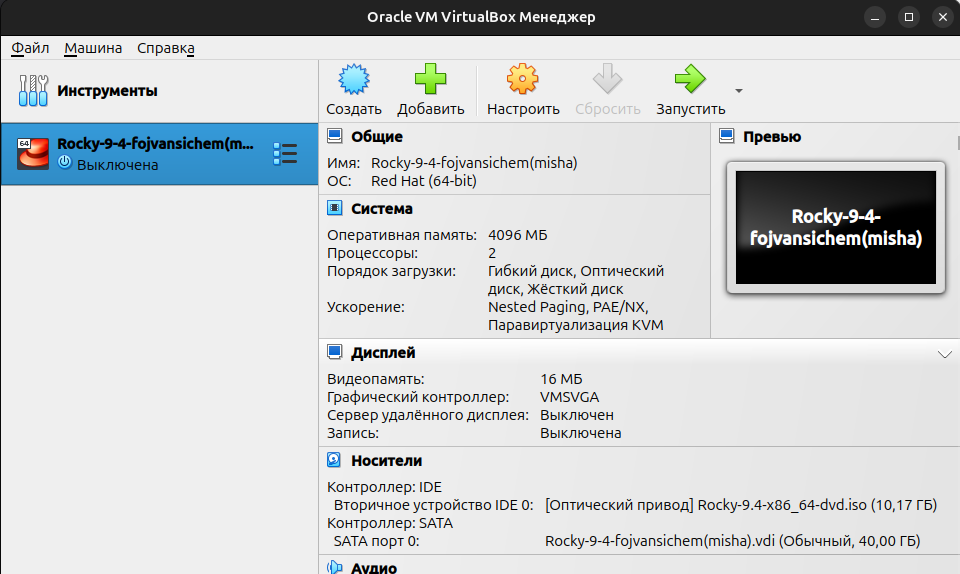 Oracle VM VirtualBox Менеджер
Файл Машина Справка
Инструменты
64
Rocky-9-4-fojvansichem(m...
Выключена
Создать Добавить Настроить Сбросить Запустить
Общие
Имя: Rocky-9-4-fojvansichem(misha)
ОС: Red Hat (64-bit)
Превью
Rocky-9-4-
fojvansichem(misha)
Система
Оперативная память: 4096 МБ
Процессоры: 2
Порядок загрузки: Гибкий диск, Оптический
диск, Жёсткий диск
Ускорение: Nested Paging, PAE/NX,
Паравиртуализация KVM
Дисплей
Видеопамять: 16 МБ
Графический контроллер: VMSVGA
Сервер удалённого дисплея: Выключен
Запись: Выключена
Носители
Контроллер: IDE
Вторичное устройство IDE 0: [Оптический привод] Rocky-9.4-x86_64-dvd.iso (10,17 ГБ)
Контроллер: SATA
SATA порт 0: Rocky-9-4-fojvansichem(misha).vdi (Обычный, 40,00 ГБ)
Аудио